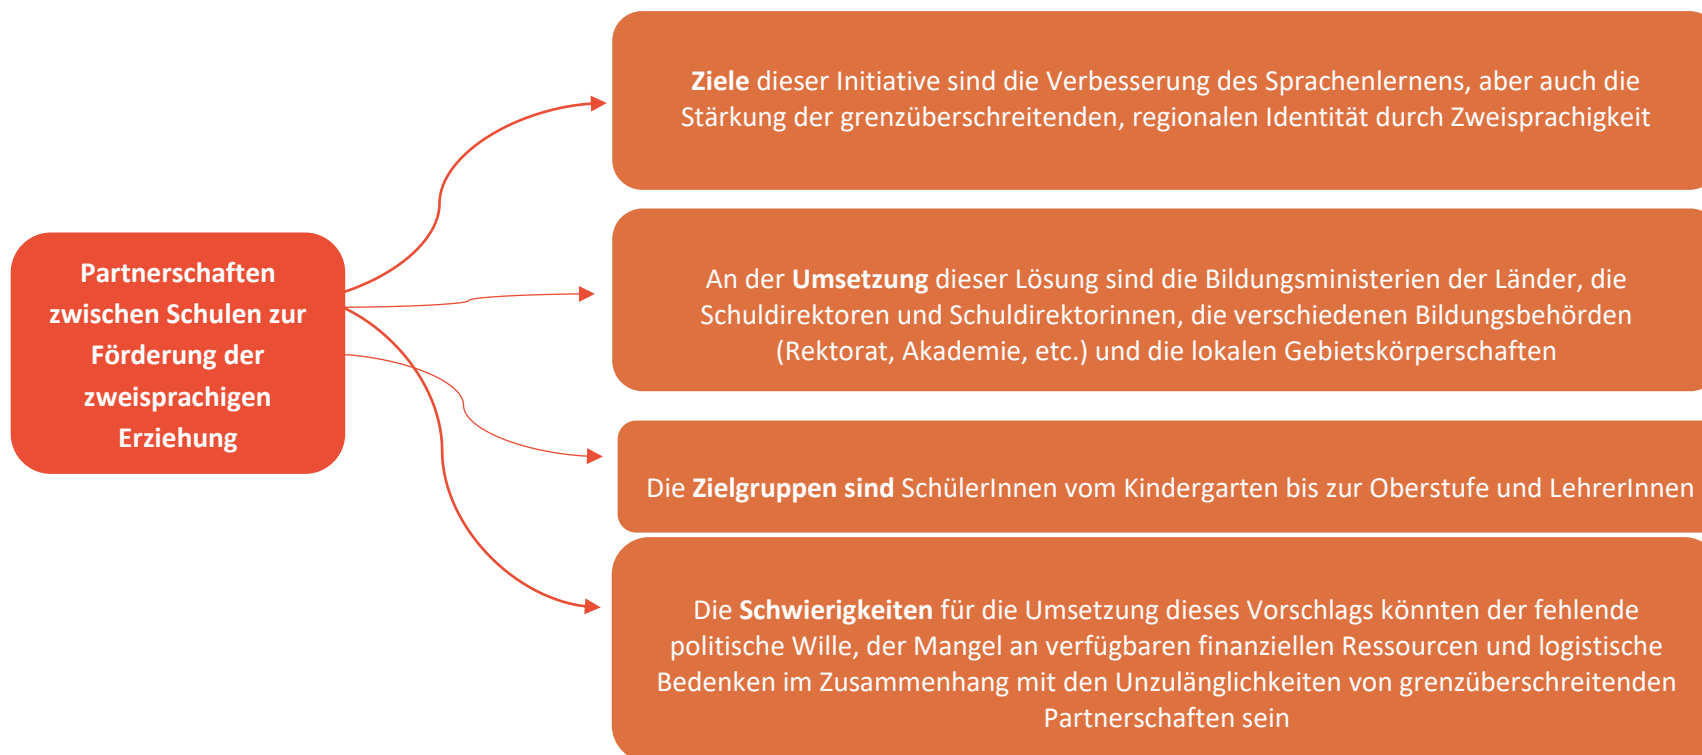 Partnerschaften
zwischen Schulen zur
Förderung der
zweisprachigen
Erziehung
Ziele dieser Initiative sind die Verbesserung des Sprachenlernens, aber auch die
Stärkung der grenzüberschreitenden, regionalen Identität durch Zweisprachigkeit
An der Umsetzung dieser Lösung sind die Bildungsministerien der Länder, die
Schuldirektoren und Schuldirektorinnen, die verschiedenen Bildungsbehörden
(Rektorat, Akademie, etc.) und die lokalen Gebietskörperschaften
Die Zielgruppen sind SchülerInnen vom Kindergarten bis zur Oberstufe und LehrerInnen
Die Schwierigkeiten für die Umsetzung dieses Vorschlags könnten der fehlende
politische Wille, der Mangel an verfügbaren finanziellen Ressourcen und logistische
Bedenken im Zusammenhang mit den Unzulänglichkeiten von grenzüberschreitenden
Partnerschaften sein